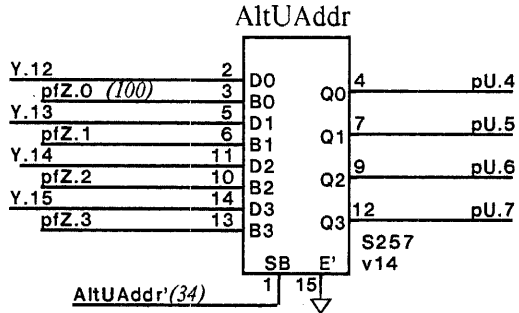 AltUAddr
Y.12 2 D0
pfZ.0 (100) 3 B0
Q0 4 pU.4
Y.13 5 D1
pfZ.1 6 B1
Q1 7 pU.5
Y.14 11 D2
pfZ.2 10 B2
Q2 9 pU.6
Y.15 14 D3
pfZ.3 13 B3
Q3 12 pU.7
S257
v14
SB E'
1 15
AltUAddr'(34)